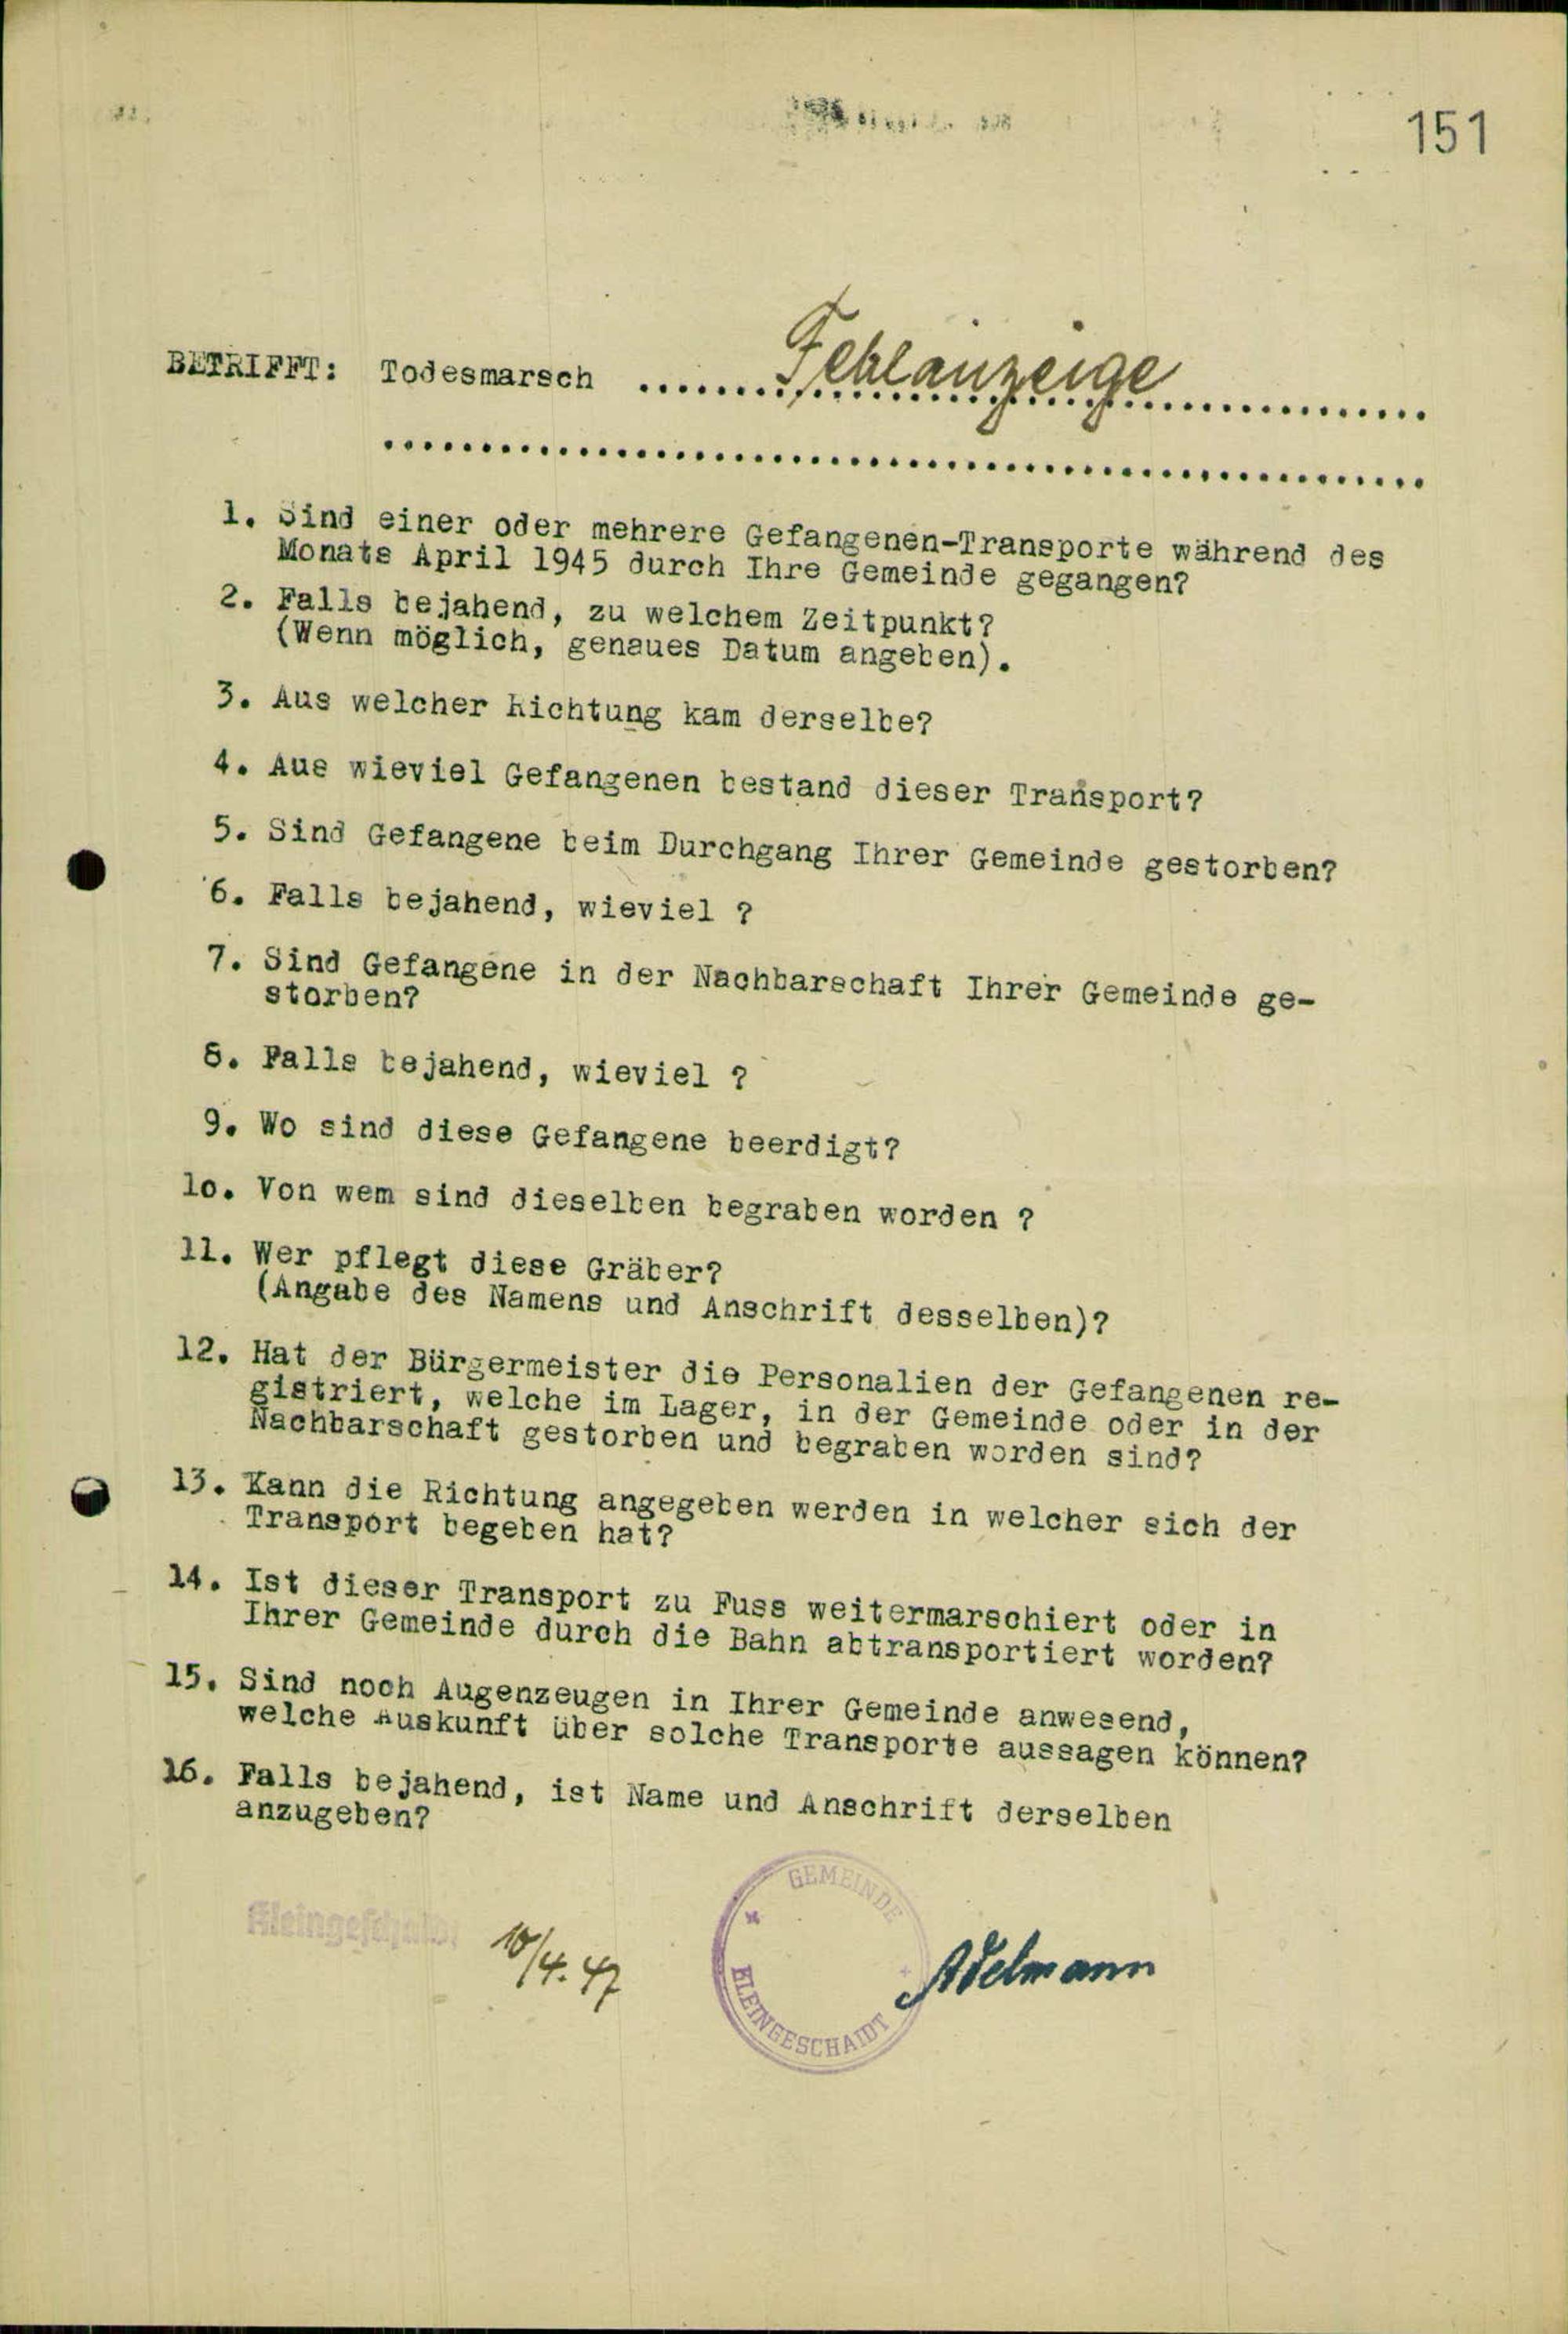 151
BETRIFFT: Todesmarsch ........Fehlanzeige........................
........................................
1. Sind einer oder mehrere Gefangenen-Transporte während des
Monats April 1945 durch Ihre Gemeinde gegangen?
2. Falls bejahend, zu welchem Zeitpunkt?
(Wenn möglich, genaues Datum angeben).
3. Aus welcher Richtung kam derselbe?
4. Aus wieviel Gefangenen bestand dieser Transport?
5. Sind Gefangene beim Durchgang Ihrer Gemeinde gestorben?
6. Falls bejahend, wieviel ?
7. Sind Gefangene in der Nachbarschaft Ihrer Gemeinde ge-
storben?
8. Falls bejahend, wieviel ?
9. Wo sind diese Gefangene beerdigt?
10. Von wem sind dieselben begraben worden ?
11. Wer pflegt diese Gräber?
(Angabe des Namens und Anschrift desselben)?
12. Hat der Bürgermeister die Personalien der Gefangenen re-
gistriert, welche im Lager, in der Gemeinde oder in der
Nachbarschaft gestorben und begraben worden sind?
13. Kann die Richtung angegeben werden in welcher sich der
Transport begeben hat?
14. Ist dieser Transport zu Fuss weitermarschiert oder in
Ihrer Gemeinde durch die Bahn abtransportiert worden?
15. Sind noch Augenzeugen in Ihrer Gemeinde anwesend,
welche Auskunft über solche Transporte aussagen können?
16. Falls bejahend, ist Name und Anschrift derselben
anzugeben?
Kleingeschaidt
10/4. 47
GEMEINDE
KLEINGESCHAIDT
Adelmann